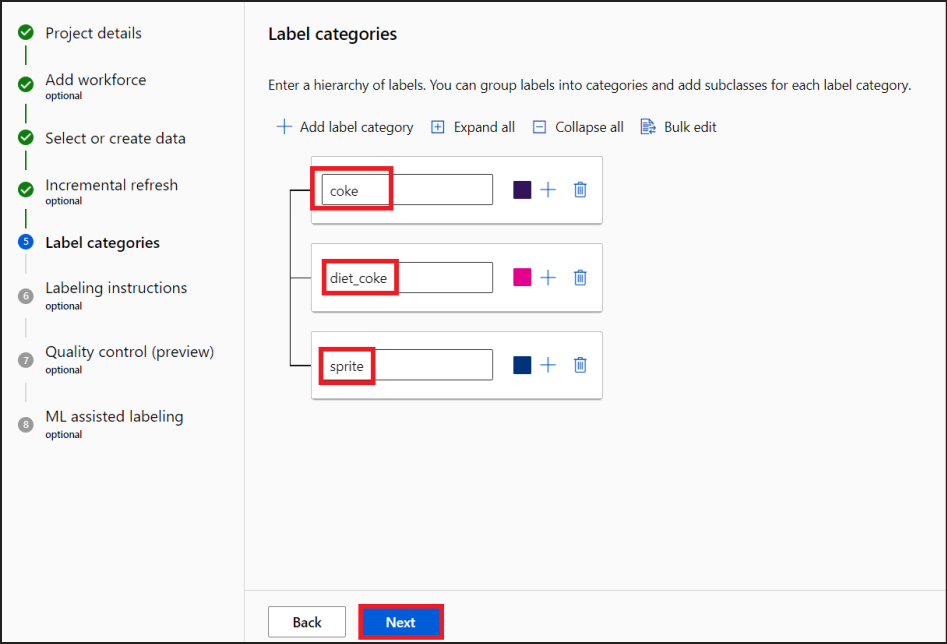 Project details
Add workforce
optional
Select or create data
Incremental refresh
optional
5 Label categories
6 Labeling instructions
optional
7 Quality control (preview)
optional
8 ML assisted labeling
optional
Label categories
Enter a hierarchy of labels. You can group labels into categories and add subclasses for each label category.
Add label category Expand all Collapse all Bulk edit
coke
diet_coke
sprite
Back Next